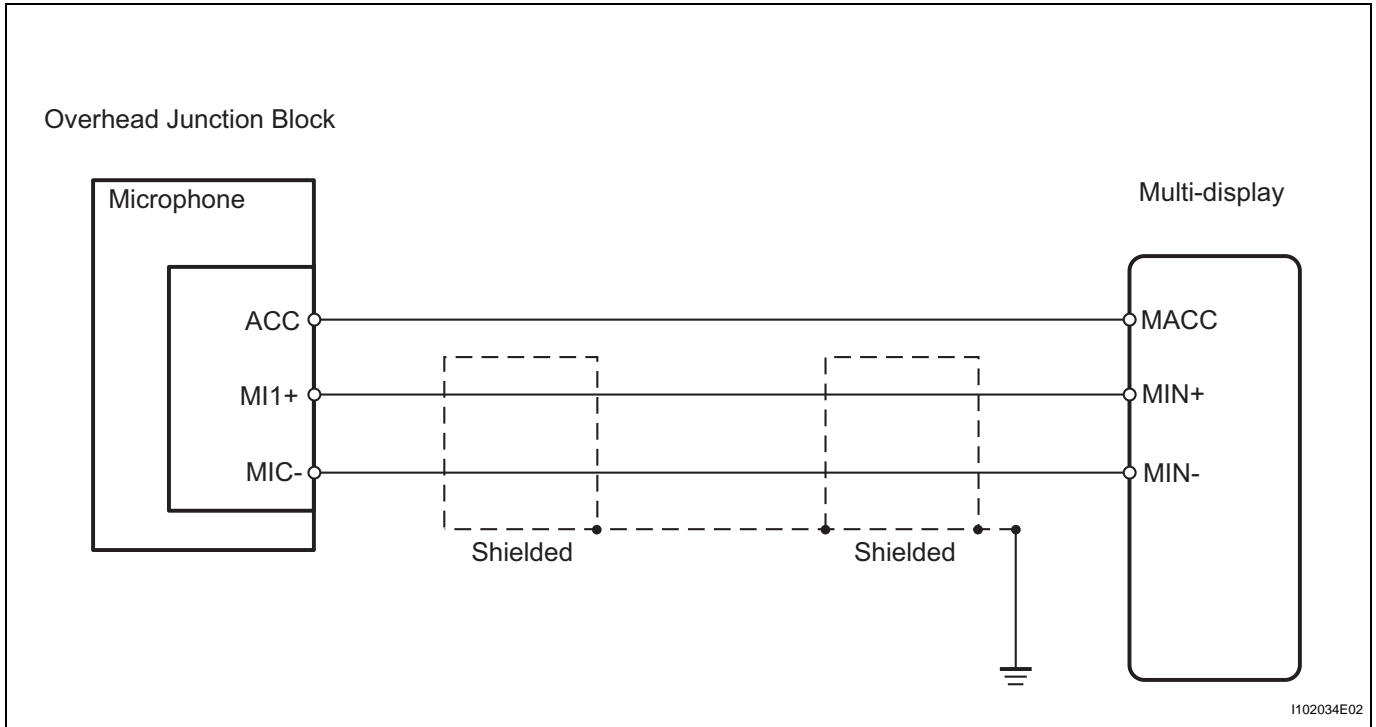 Overhead Junction Block
Microphone
Multi-display
ACC
MACC
MI1+
MIN+
MIC-
MIN-
Shielded
Shielded
I102034E02